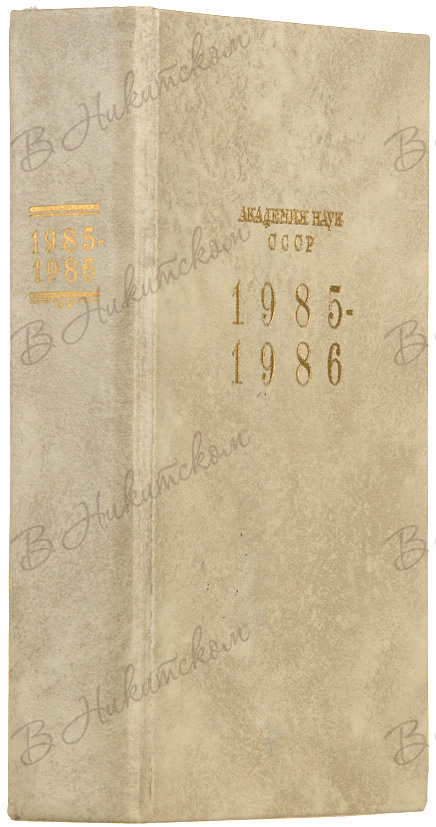 1985-
1986
АКАДЕМИЯ НАУК
СССР
1985-
1986
В Никитском
В Никитском
В Никитском
В Никитском